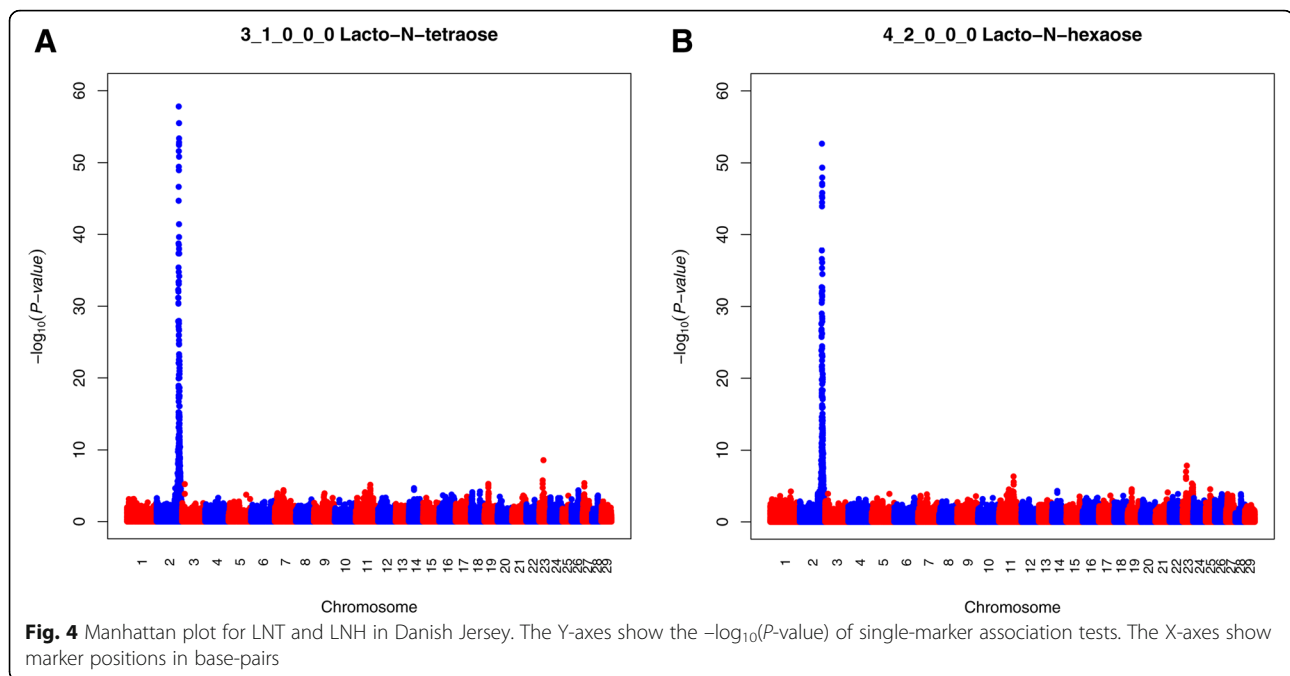 A
3_1_0_0_0 Lacto–N–tetraose
60
50
40
30
20
10
0
–log10(P–value)
1 2 3 4 5 6 7 8 9 10 11 12 13 14 15 16 17 18 19 20 21 22 23 24 25 26 27 28 29
Chromosome
B
4_2_0_0_0 Lacto–N–hexaose
60
50
40
30
20
10
0
–log10(P–value)
1 2 3 4 5 6 7 8 9 10 11 12 13 14 15 16 17 18 19 20 21 22 23 24 25 26 27 28 29
Chromosome
Fig. 4 Manhattan plot for LNT and LNH in Danish Jersey. The Y-axes show the –log10(P-value) of single-marker association tests. The X-axes show
marker positions in base-pairs